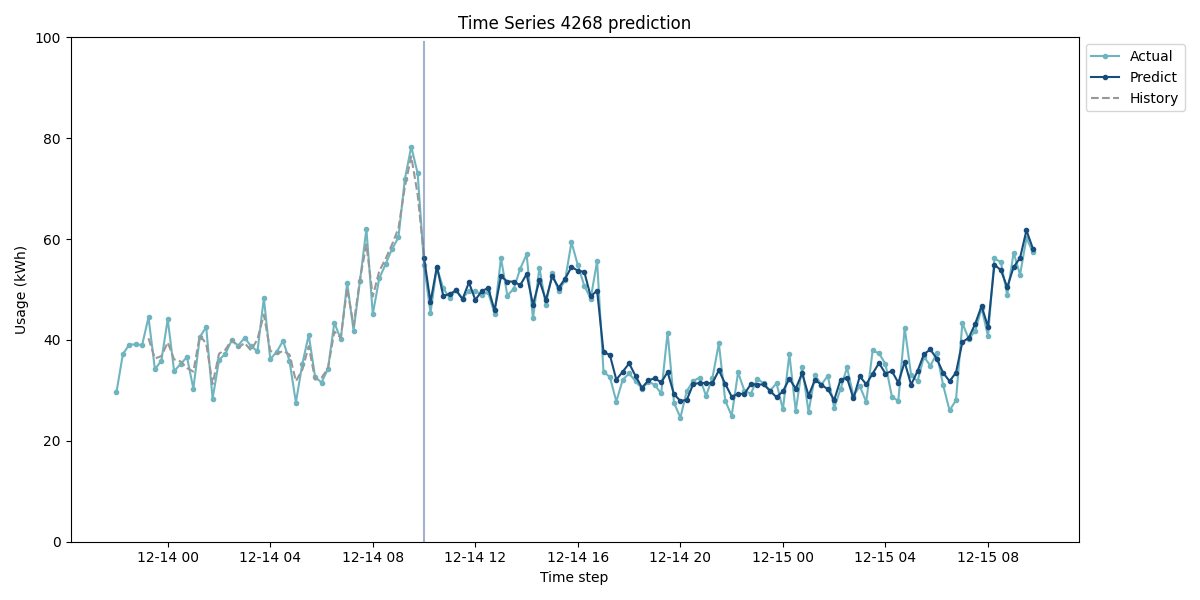 Time Series 4268 prediction
100
80
60
40
20
0
Usage (kWh)
12-14 00
12-14 04
12-14 08
12-14 12
12-14 16
12-14 20
12-15 00
12-15 04
12-15 08
Time step
Actual
Predict
History